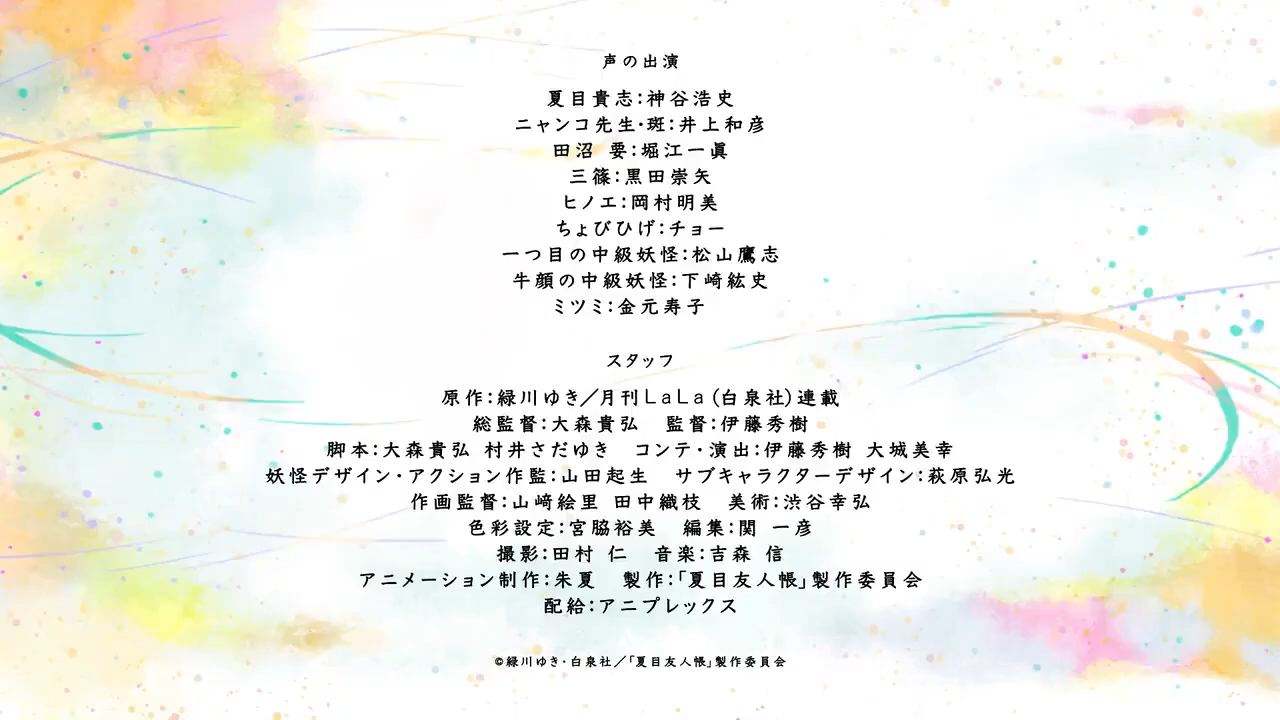 声の出演
夏目貴志：神谷浩史
ニャンコ先生・斑：井上和彦
田沼 要：堀江一眞
三篠：黒田崇矢
ヒノエ：岡村明美
ちょびひげ：チョー
一つ目の中級妖怪：松山鷹志
牛顔の中級妖怪：下崎紘史
ミツミ：金元寿子
スタッフ
原作：緑川ゆき／月刊LaLa（白泉社）連載
総監督：大森貴弘　監督：伊藤秀樹
脚本：大森貴弘 村井さだゆき　コンテ・演出：伊藤秀樹 大城美幸
妖怪デザイン・アクション作監：山田起生　サブキャラクターデザイン：萩原弘光
作画監督：山﨑絵里 田中織枝　美術：渋谷幸弘
色彩設定：宮脇裕美　編集：関 一彦
撮影：田村 仁　音楽：吉森 信
アニメーション制作：朱夏　製作：「夏目友人帳」製作委員会
配給：アニプレックス
©緑川ゆき・白泉社／「夏目友人帳」製作委員会